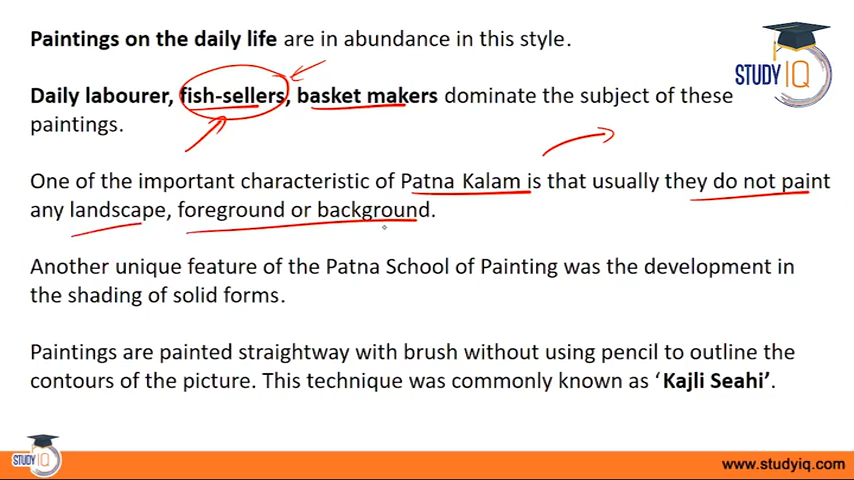 Paintings on the daily life are in abundance in this style.
STUDY IQ
Daily labourer, fish-sellers, basket makers dominate the subject of these
paintings.
One of the important characteristic of Patna Kalam is that usually they do not paint
any landscape, foreground or background.
Another unique feature of the Patna School of Painting was the development in
the shading of solid forms.
Paintings are painted straightway with brush without using pencil to outline the
contours of the picture. This technique was commonly known as ‘Kajli Seahi’.
STUDY IQ
www.studyiq.com